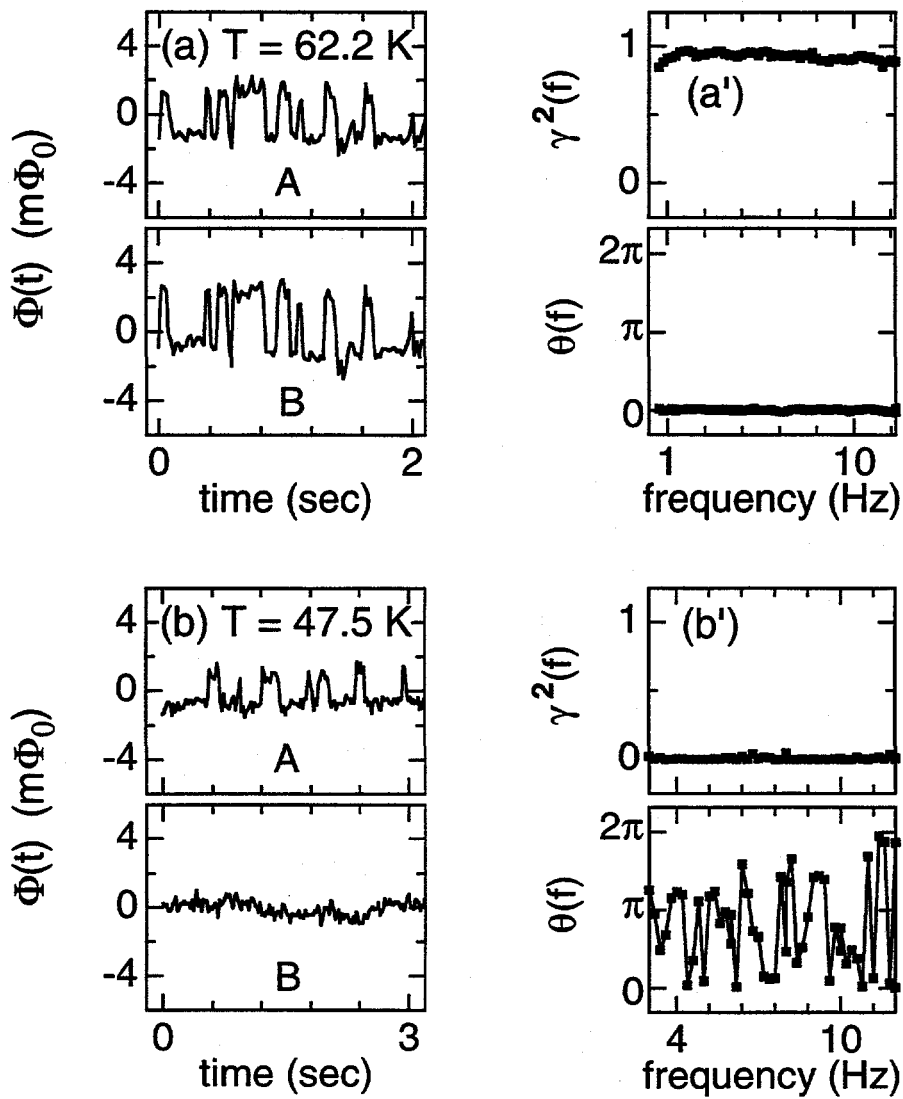 (a) T = 62.2 K
4
0
-4
A
4
0
-4
B
Φ(t) (mΦ₀)
0 2
time (sec)
(a')
1
0
γ²(f)
2π
π
0
θ(f)
1 10
frequency (Hz)
(b) T = 47.5 K
4
0
-4
A
4
0
-4
B
Φ(t) (mΦ₀)
0 3
time (sec)
(b')
1
0
γ²(f)
2π
π
0
θ(f)
4 10
frequency (Hz)